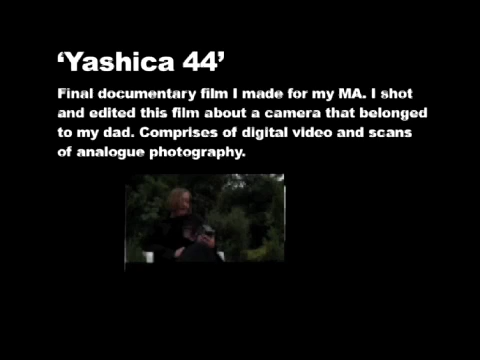 ‘Yashica 44’
Final documentary film I made for my MA. I shot
and edited this film about a camera that belonged
to my dad. Comprises of digital video and scans
of analogue photography.